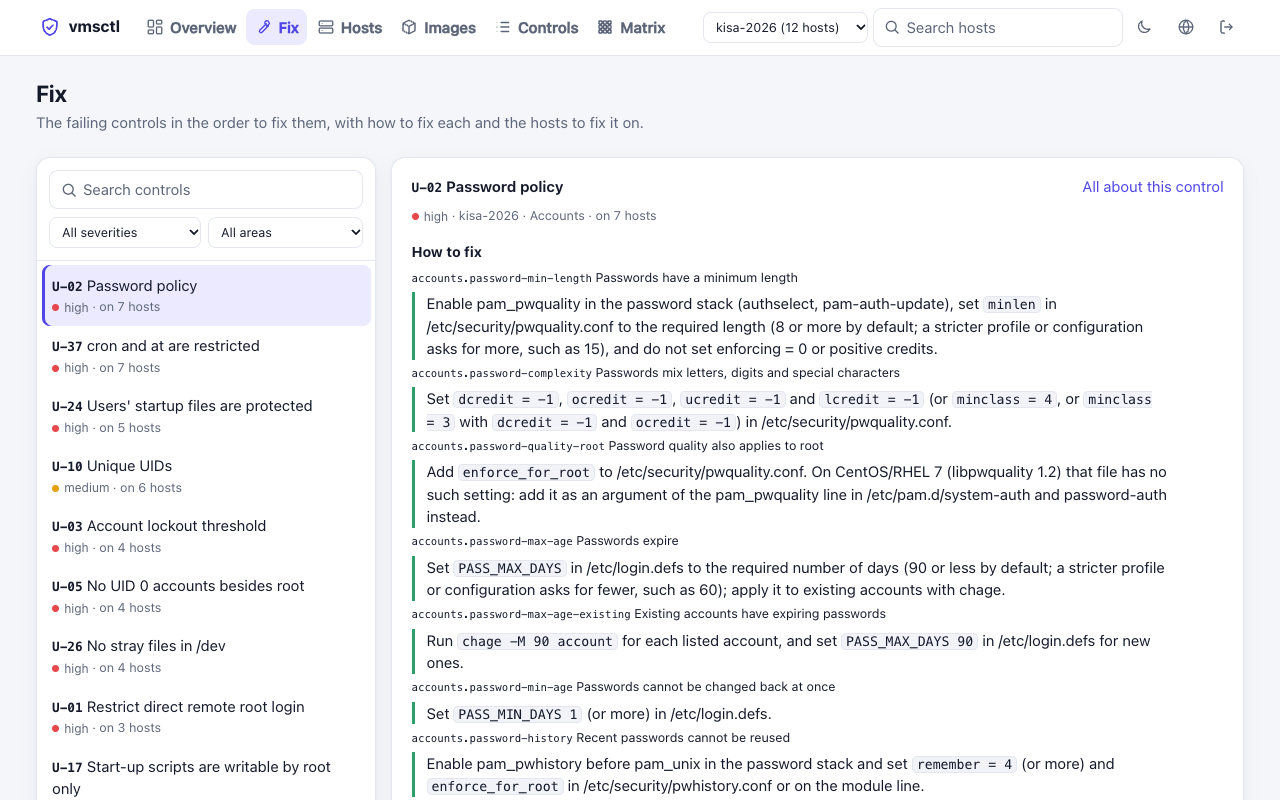 vmsctl
Overview
Fix
Hosts
Images
Controls
Matrix
kisa-2026 (12 hosts)
Search hosts
Fix
The failing controls in the order to fix them, with how to fix each and the hosts to fix it on.
Search controls
All severities
All areas
U-02 Password policy
high · on 7 hosts
U-37 cron and at are restricted
high · on 7 hosts
U-24 Users' startup files are protected
high · on 5 hosts
U-10 Unique UIDs
medium · on 6 hosts
U-03 Account lockout threshold
high · on 4 hosts
U-05 No UID 0 accounts besides root
high · on 4 hosts
U-26 No stray files in /dev
high · on 4 hosts
U-01 Restrict direct remote root login
high · on 3 hosts
U-17 Start-up scripts are writable by root
only
U-02 Password policy
All about this control
high · kisa-2026 · Accounts · on 7 hosts
How to fix
accounts.password-min-length Passwords have a minimum length
Enable pam_pwquality in the password stack (authselect, pam-auth-update), set minlen in
/etc/security/pwquality.conf to the required length (8 or more by default; a stricter profile or configuration
asks for more, such as 15), and do not set enforcing = 0 or positive credits.
accounts.password-complexity Passwords mix letters, digits and special characters
Set dcredit = -1, ocredit = -1, ucredit = -1 and lcredit = -1 (or minclass = 4, or minclass
= 3 with dcredit = -1 and ocredit = -1) in /etc/security/pwquality.conf.
accounts.password-quality-root Password quality also applies to root
Add enforce_for_root to /etc/security/pwquality.conf. On CentOS/RHEL 7 (libpwquality 1.2) that file has no
such setting: add it as an argument of the pam_pwquality line in /etc/pam.d/system-auth and password-auth
instead.
accounts.password-max-age Passwords expire
Set PASS_MAX_DAYS in /etc/login.defs to the required number of days (90 or less by default; a stricter profile
or configuration asks for fewer, such as 60); apply it to existing accounts with chage.
accounts.password-max-age-existing Existing accounts have expiring passwords
Run chage -M 90 account for each listed account, and set PASS_MAX_DAYS 90 in /etc/login.defs for new
ones.
accounts.password-min-age Passwords cannot be changed back at once
Set PASS_MIN_DAYS 1 (or more) in /etc/login.defs.
accounts.password-history Recent passwords cannot be reused
Enable pam_pwhistory before pam_unix in the password stack and set remember = 4 (or more) and
enforce_for_root in /etc/security/pwhistory.conf or on the module line.